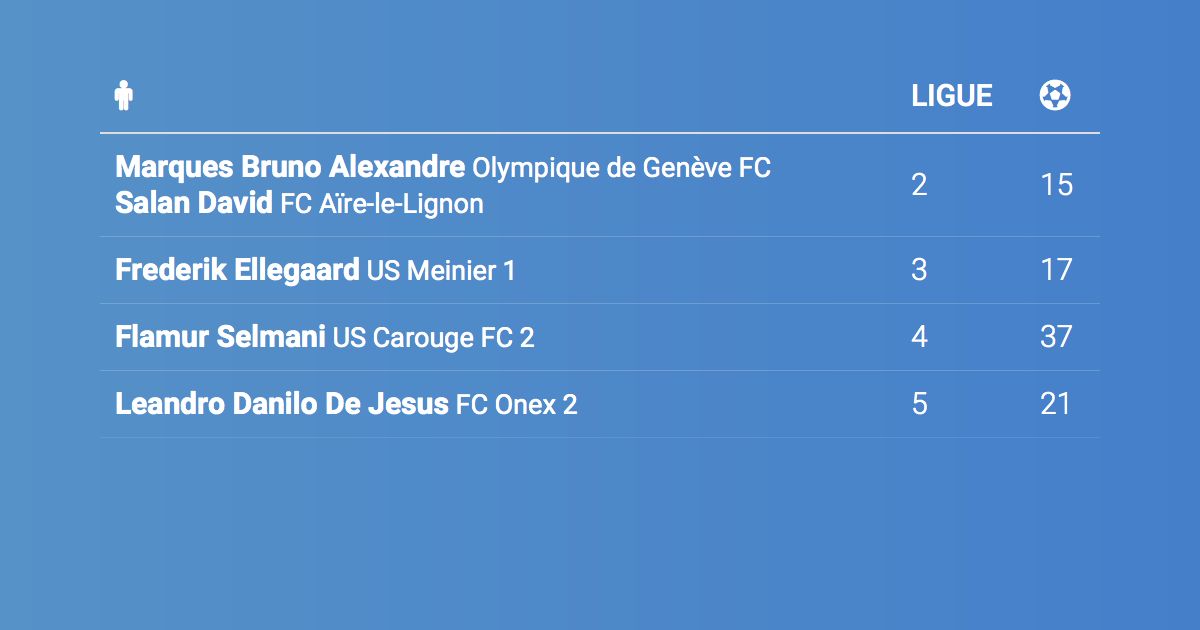 LIGUE
Marques Bruno Alexandre Olympique de Genève FC
Salan David FC Aïre-le-Lignon
2 15
Frederik Ellegaard US Meinier 1 3 17
Flamur Selmani US Carouge FC 2 4 37
Leandro Danilo De Jesus FC Onex 2 5 21